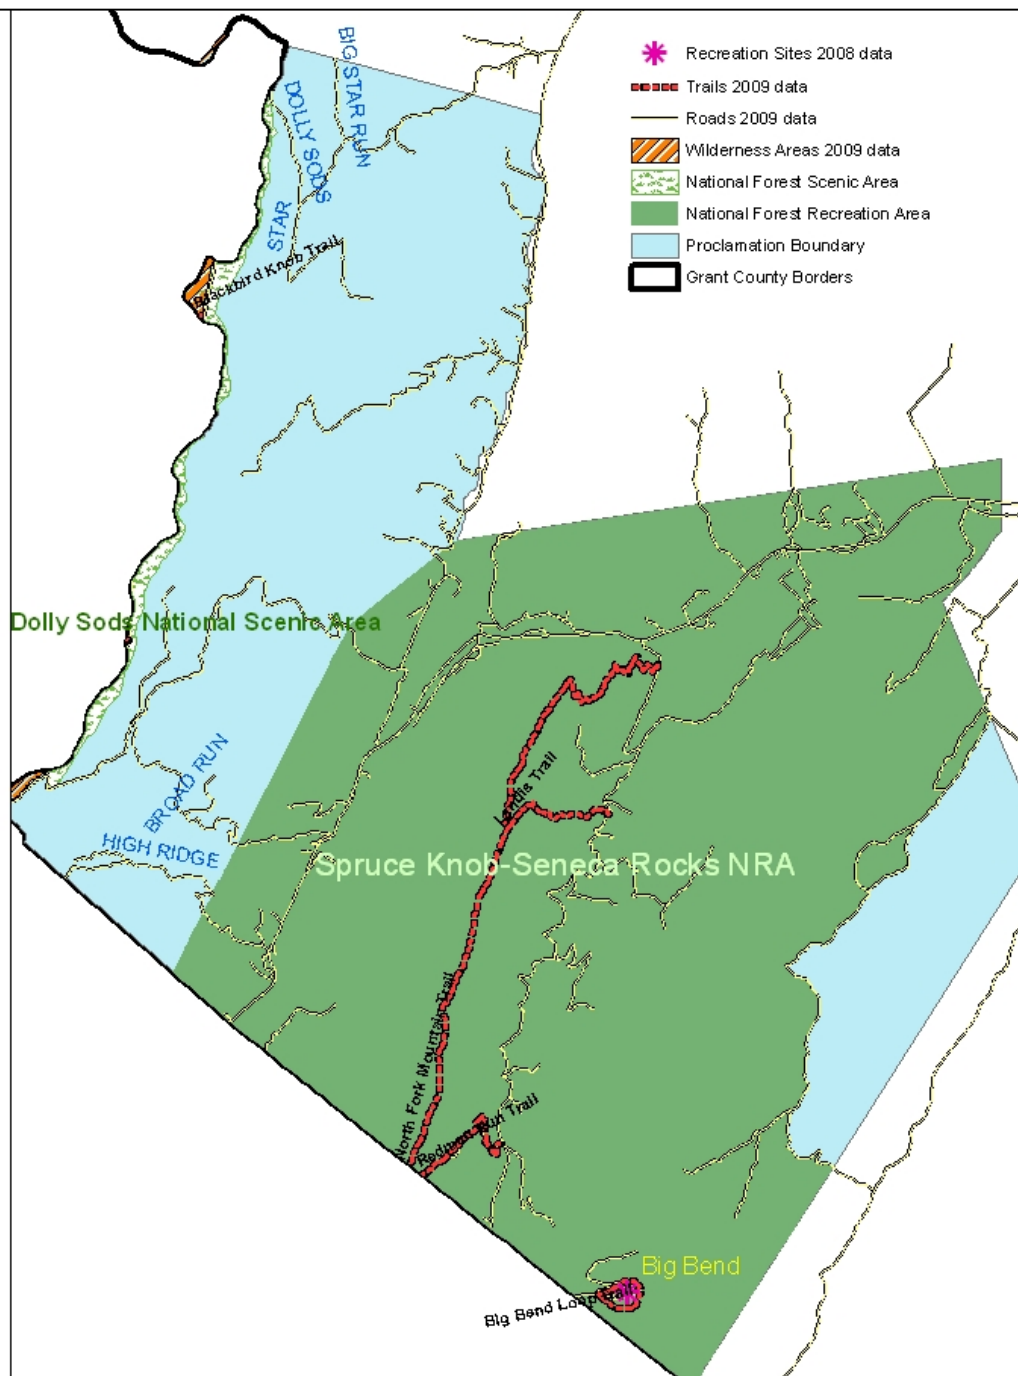 Recreation Sites 2008 data
Trails 2009 data
Roads 2009 data
Wilderness Areas 2009 data
National Forest Scenic Area
National Forest Recreation Area
Proclamation Boundary
Grant County Borders
BIG STAR RUN
DOLLY SODS
STAR
Blackbird Knob Trail
Dolly Sods National Scenic Area
BROAD RUN
HIGH RIDGE
Landis Trail
Spruce Knob-Seneca Rocks NRA
North Fork Mountain Trail
Redman Run Trail
Big Bend
Big Bend Loop Trail